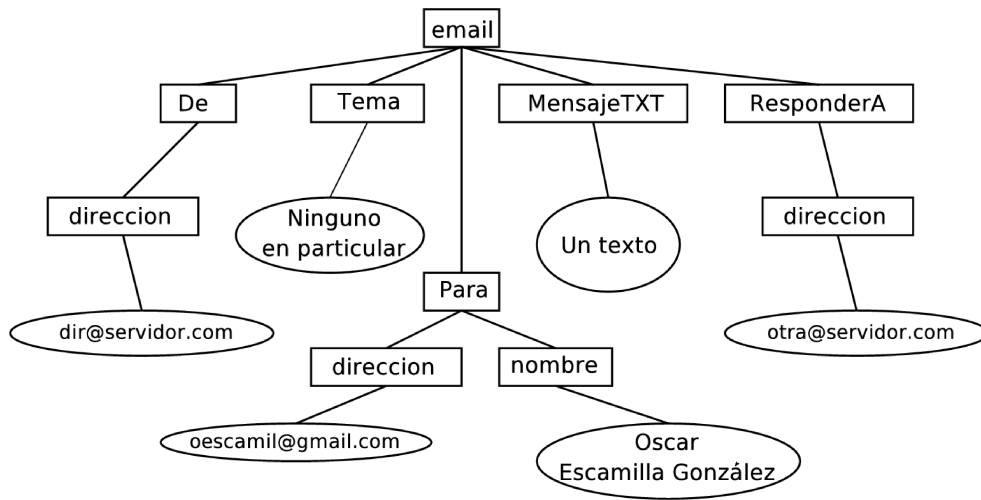 email
De
Tema
MensajeTXT
ResponderA
direccion
Ninguno
en particular
Un texto
direccion
Para
dir@servidor.com
otra@servidor.com
direccion
nombre
oescamil@gmail.com
Oscar
Escamilla González